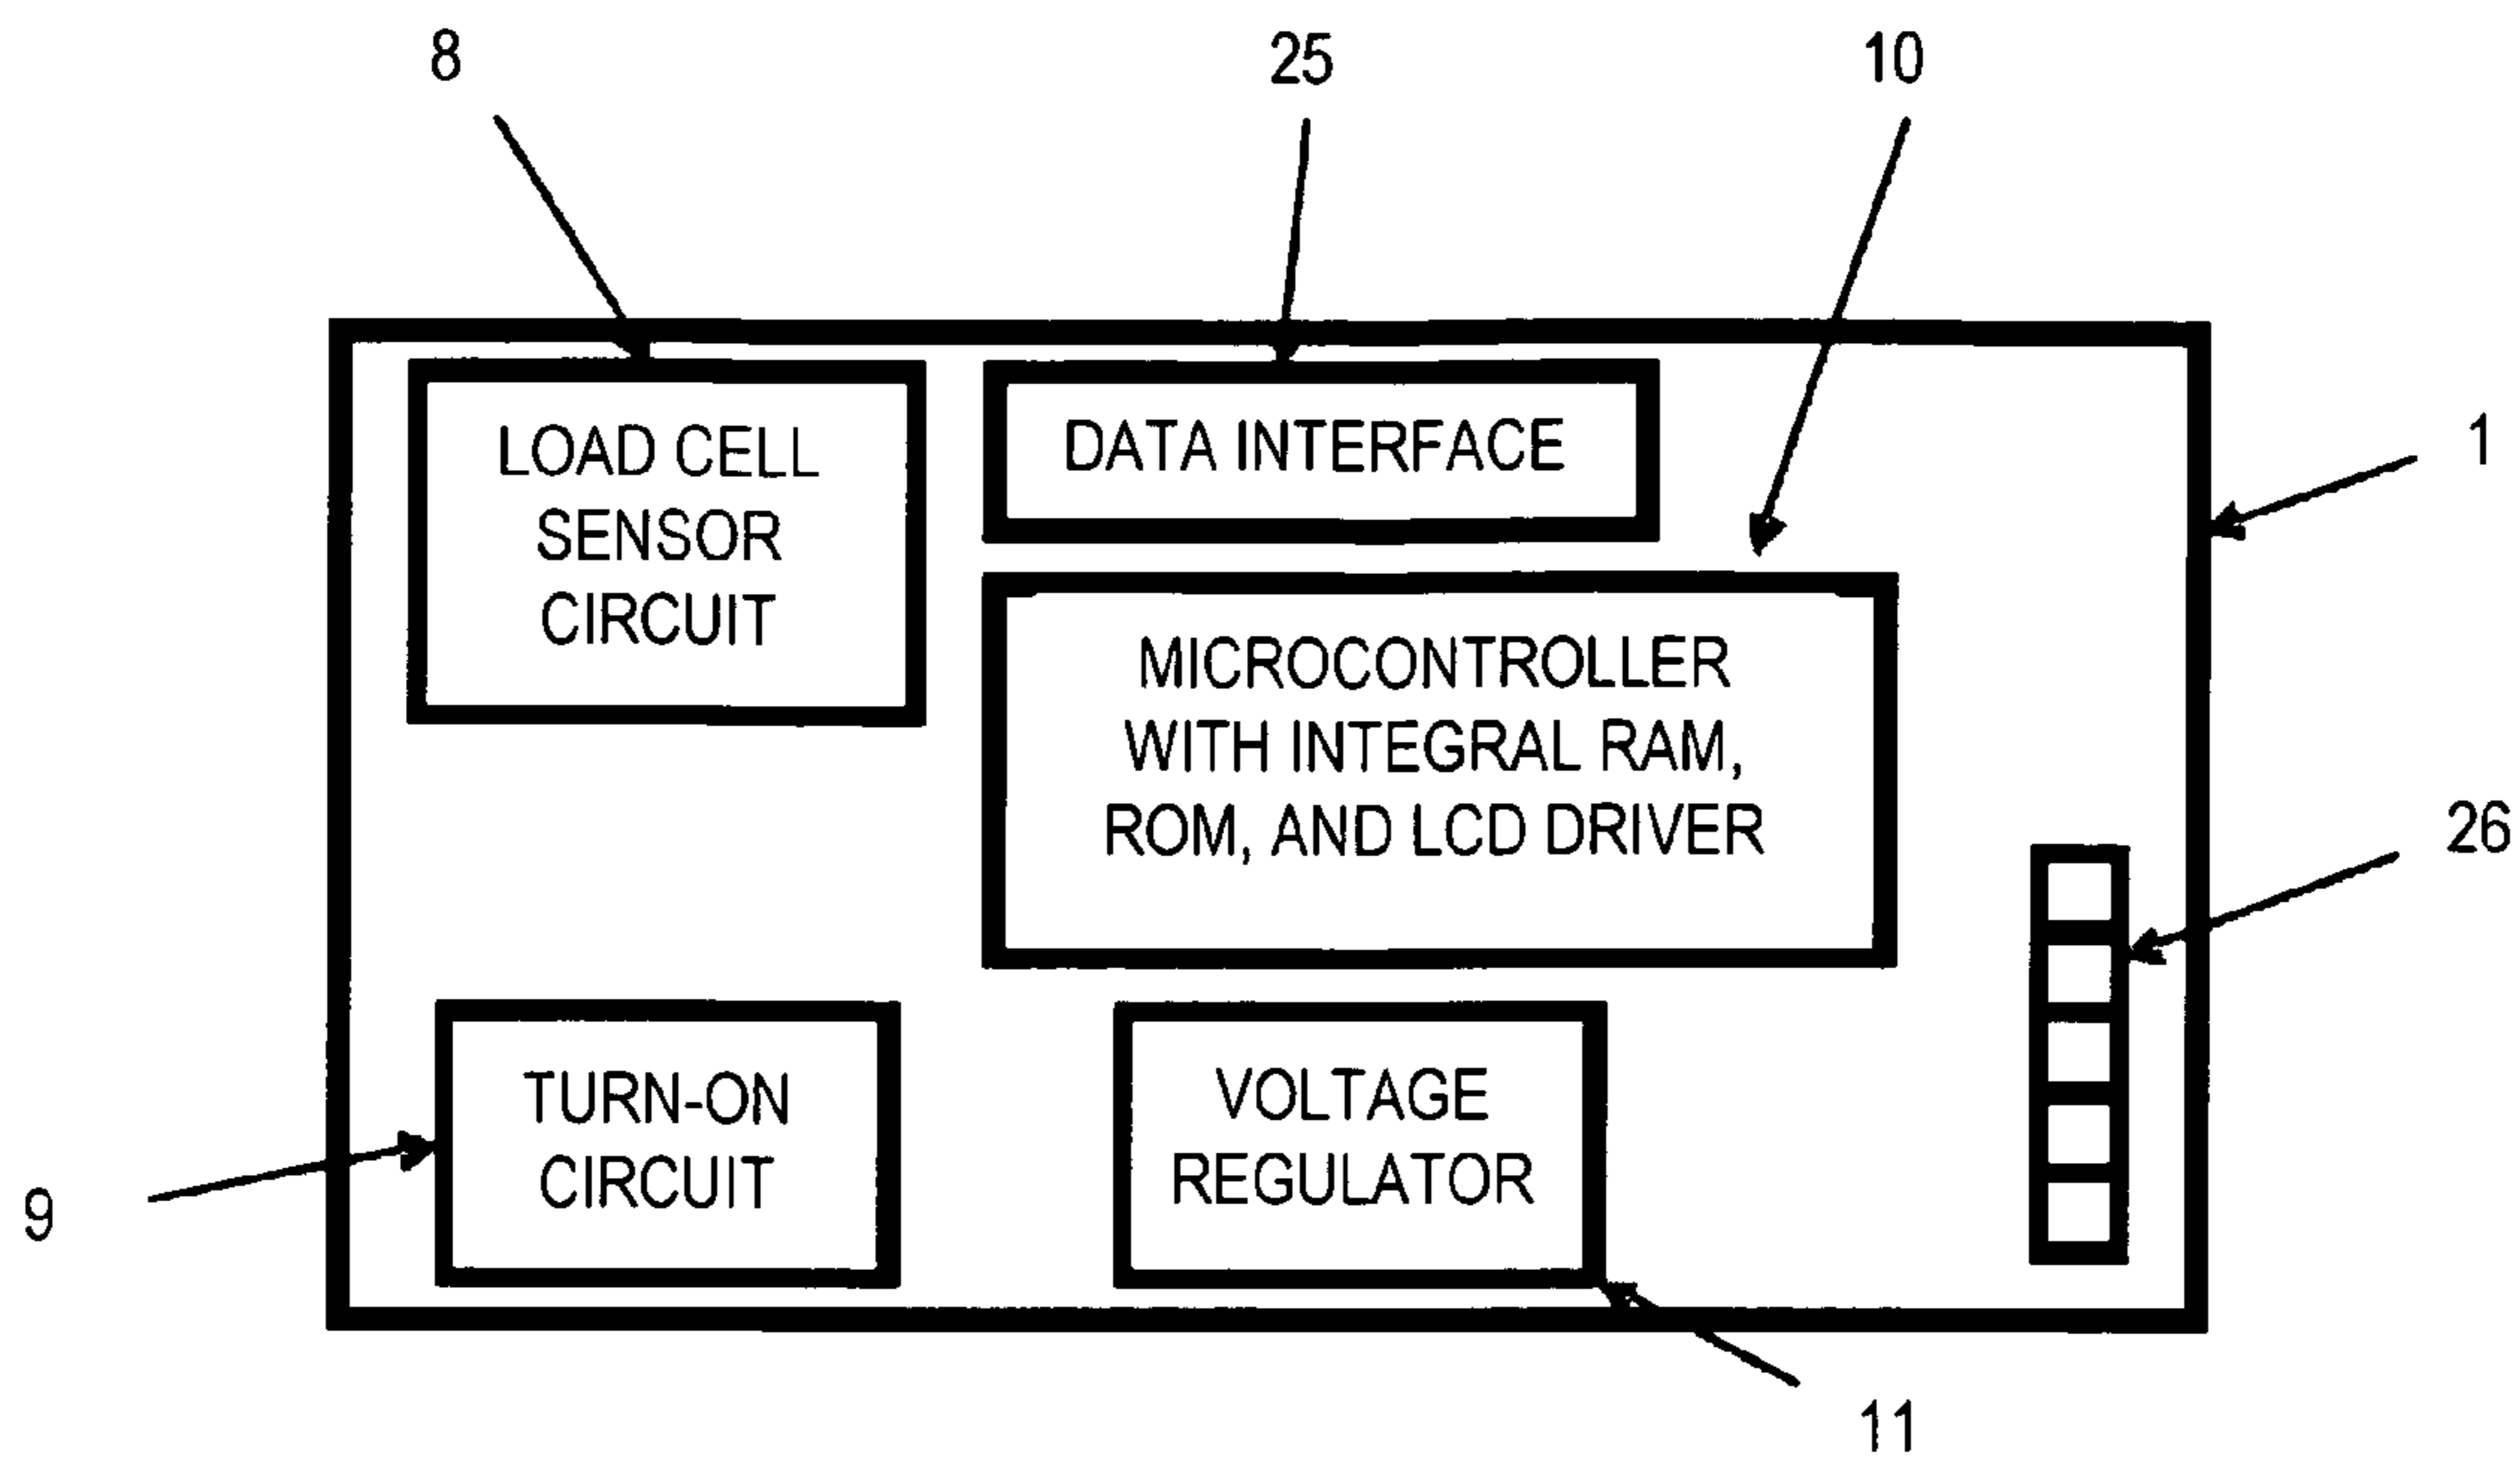 8
25
10
LOAD CELL
SENSOR
CIRCUIT
DATA INTERFACE
1
MICROCONTROLLER
WITH INTEGRAL RAM,
ROM, AND LCD DRIVER
26
TURN-ON
CIRCUIT
VOLTAGE
REGULATOR
9
11